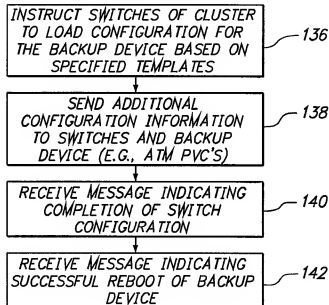 INSTRUCT SWITCHES OF CLUSTER
TO LOAD CONFIGURATION FOR
THE BACKUP DEVICE BASED ON
SPECIFIED TEMPLATES
136
SEND ADDITIONAL
CONFIGURATION INFORMATION
TO SWITCHES AND BACKUP
DEVICE (E.G., ATM PVC'S)
138
RECEIVE MESSAGE INDICATING
COMPLETION OF SWITCH
CONFIGURATION
140
RECEIVE MESSAGE INDICATING
SUCCESSFUL REBOOT OF BACKUP
DEVICE
142